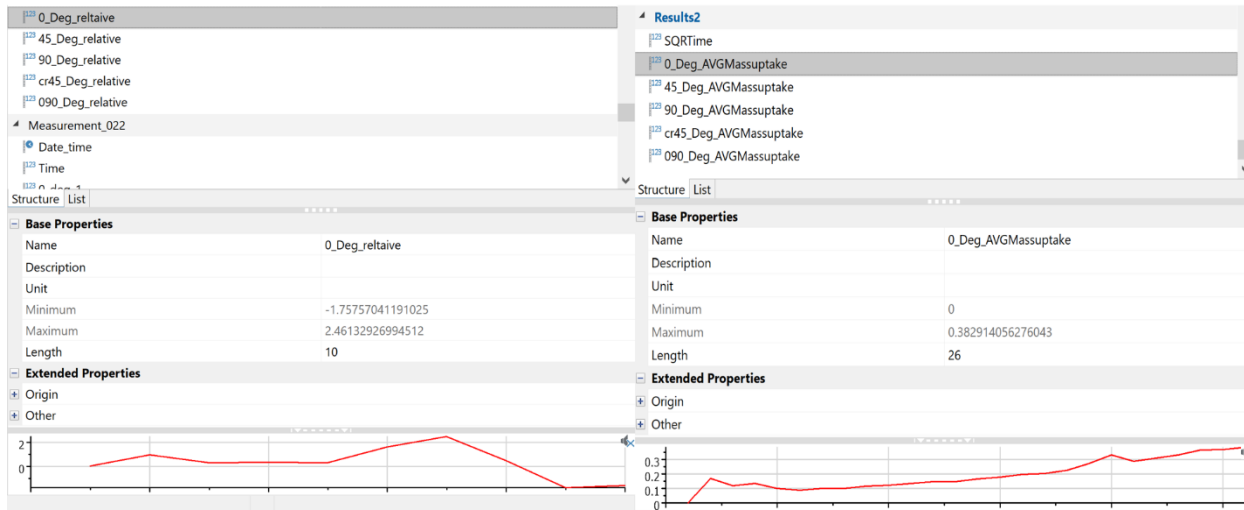 0_Deg_reltaive
45_Deg_relative
90_Deg_relative
cr45_Deg_relative
090_Deg_relative
Measurement_022
Date_time
Time
Structure List
Base Properties
Name 0_Deg_reltaive
Description
Unit
Minimum -1.75757041191025
Maximum 2.46132926994512
Length 10
Extended Properties
Origin
Other
2
0
Results2
SQRTime
0_Deg_AVGMassuptake
45_Deg_AVGMassuptake
90_Deg_AVGMassuptake
cr45_Deg_AVGMassuptake
090_Deg_AVGMassuptake
Structure List
Base Properties
Name 0_Deg_AVGMassuptake
Description
Unit
Minimum 0
Maximum 0.382914056276043
Length 26
Extended Properties
Origin
Other
0.3
0.2
0.1
0